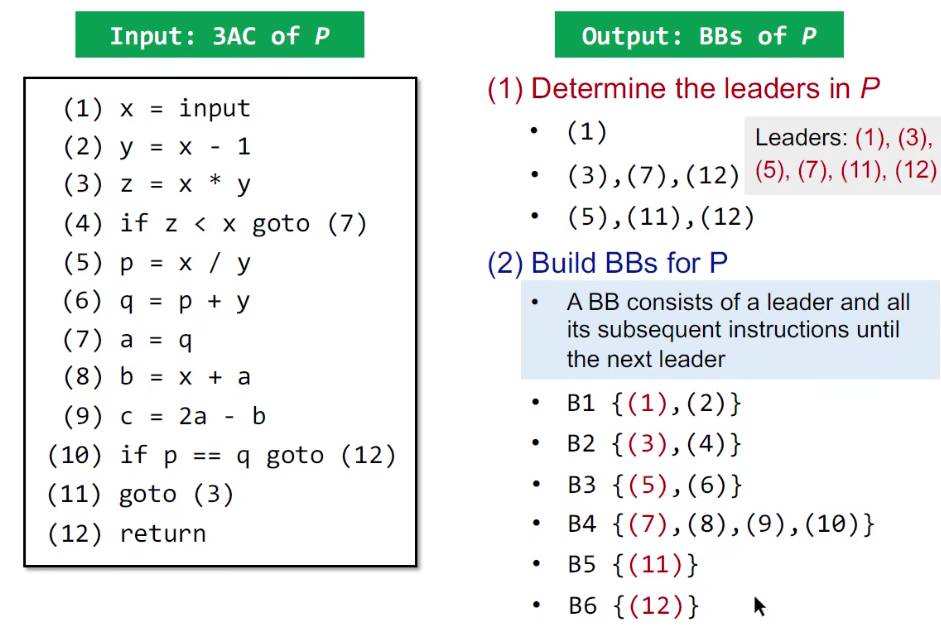 Input: 3AC of P
(1) x = input
(2) y = x - 1
(3) z = x * y
(4) if z < x goto (7)
(5) p = x / y
(6) q = p + y
(7) a = q
(8) b = x + a
(9) c = 2a - b
(10) if p == q goto (12)
(11) goto (3)
(12) return
Output: BBs of P
(1) Determine the leaders in P
• (1)
• (3),(7),(12)
• (5),(11),(12)
Leaders: (1), (3),
(5), (7), (11), (12)
(2) Build BBs for P
• A BB consists of a leader and all
its subsequent instructions until
the next leader
• B1 {(1),(2)}
• B2 {(3),(4)}
• B3 {(5),(6)}
• B4 {(7),(8),(9),(10)}
• B5 {(11)}
• B6 {(12)}